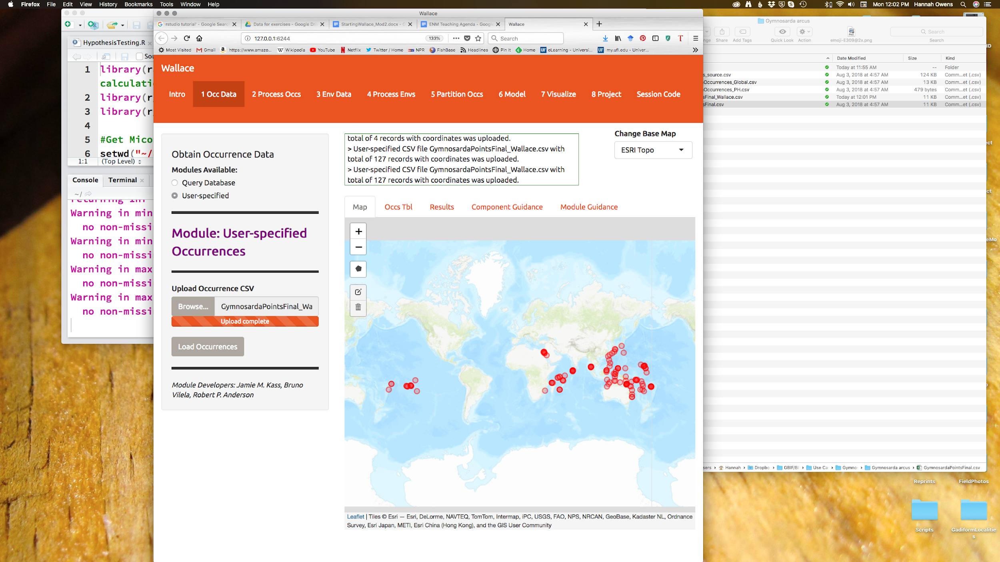 Firefox File Edit View History Bookmarks Tools Window Help
Mon 12:02 PM Hannah Owens
Wallace
rstudio tutorial' - Google Search
Data for exercises - Google Dri
StartingWallace_Mod2.docx - G
ENM Teaching Agenda - Google
Wallace
127.0.0.1:6244
133%
Search
Most Visited Gmail https://www.amazo... Wikipedia YouTube Netflix Twitter / Home NPR FishBase Headlines Pin It Home eLearning - Universi... my.ufl.edu - Univer...
HypothesisTesting.R
Sou
1 library(r
calculati
2 library(r
3 library(r
4
5 #Get Mico
6 setwd("~/
1:1 (Top Level)
Console Terminal
~/
returning Inf
Warning in min
no non-missi
Warning in min
no non-missi
Warning in max
no non-missi
Warning in max
no non-missi
Wallace
Intro
1 Occ Data
2 Process Occs
3 Env Data
4 Process Envs
5 Partition Occs
6 Model
7 Visualize
8 Project
Session Code
Obtain Occurrence Data
Modules Available:
Query Database
User-specified
Module: User-specified
Occurrences
Upload Occurrence CSV
Browse... GymnosardaPointsFinal_Wa
Upload complete
Load Occurrences
Module Developers: Jamie M. Kass, Bruno
Vilela, Robert P. Anderson
total of 4 records with coordinates was uploaded.
> User-specified CSV file GymnosardaPointsFinal_Wallace.csv with
total of 127 records with coordinates was uploaded.
> User-specified CSV file GymnosardaPointsFinal_Wallace.csv with
total of 127 records with coordinates was uploaded.
Change Base Map
ESRI Topo
Map Occs Tbl Results Component Guidance Module Guidance
+
−
Leaflet | Tiles © Esri — Esri, DeLorme, NAVTEQ, TomTom, Intermap, iPC, USGS, FAO, NPS, NRCAN, GeoBase, Kadaster NL, Ordnance
Survey, Esri Japan, METI, Esri China (Hong Kong), and the GIS User Community
Gymnosarda arcus
Search
nge Share Add Tags Quick Look Action emoji-E309@2x.png Search
Date Modified Size Kind
Today at 11:55 AM -- Folder
s_source.csv Aug 3, 2018 at 4:57 AM 124 KB Comm...et (.csv)
Occurrences_Global.csv Aug 3, 2018 at 4:57 AM 13 KB Comm...et (.csv)
Occurrences_PH.csv Aug 3, 2018 at 4:57 AM 479 bytes Comm...et (.csv)
sFinal_Wallace.csv Today at 12:01 PM 11 KB Comm...et (.csv)
sFinal.csv Aug 3, 2018 at 4:57 AM 11 KB Comm...et (.csv)
sers › Hannah › Dropbo › GBIF/BI › Use Ca › Gymno › Gymnosarda arcus › GymnosardaPointsFinal.csv
ID
ect
ct
eMo
Reprints
FieldPhotos
Scripts
GadiformLocalitie
s